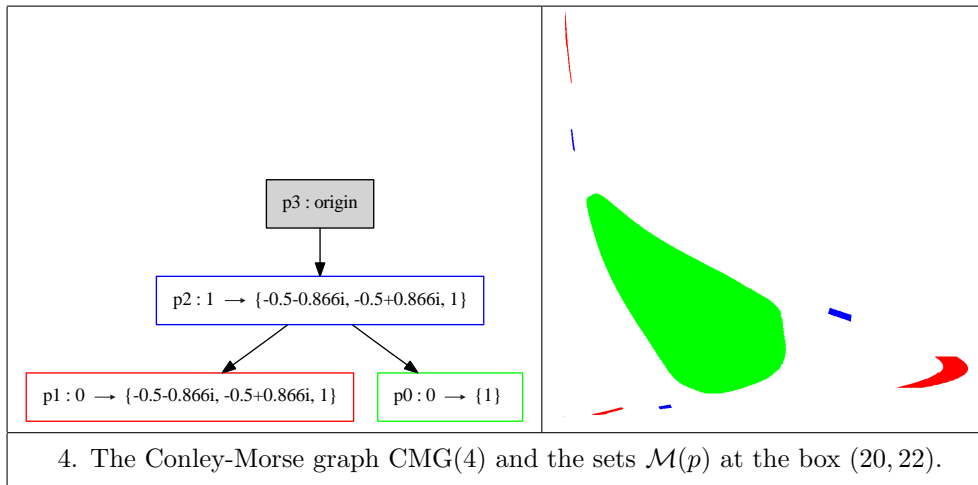 p3 : origin
p2 : 1 → {-0.5-0.866i, -0.5+0.866i, 1}
p1 : 0 → {-0.5-0.866i, -0.5+0.866i, 1}
p0 : 0 → {1}
4. The Conley-Morse graph CMG(4) and the sets ℳ(p) at the box (20, 22).